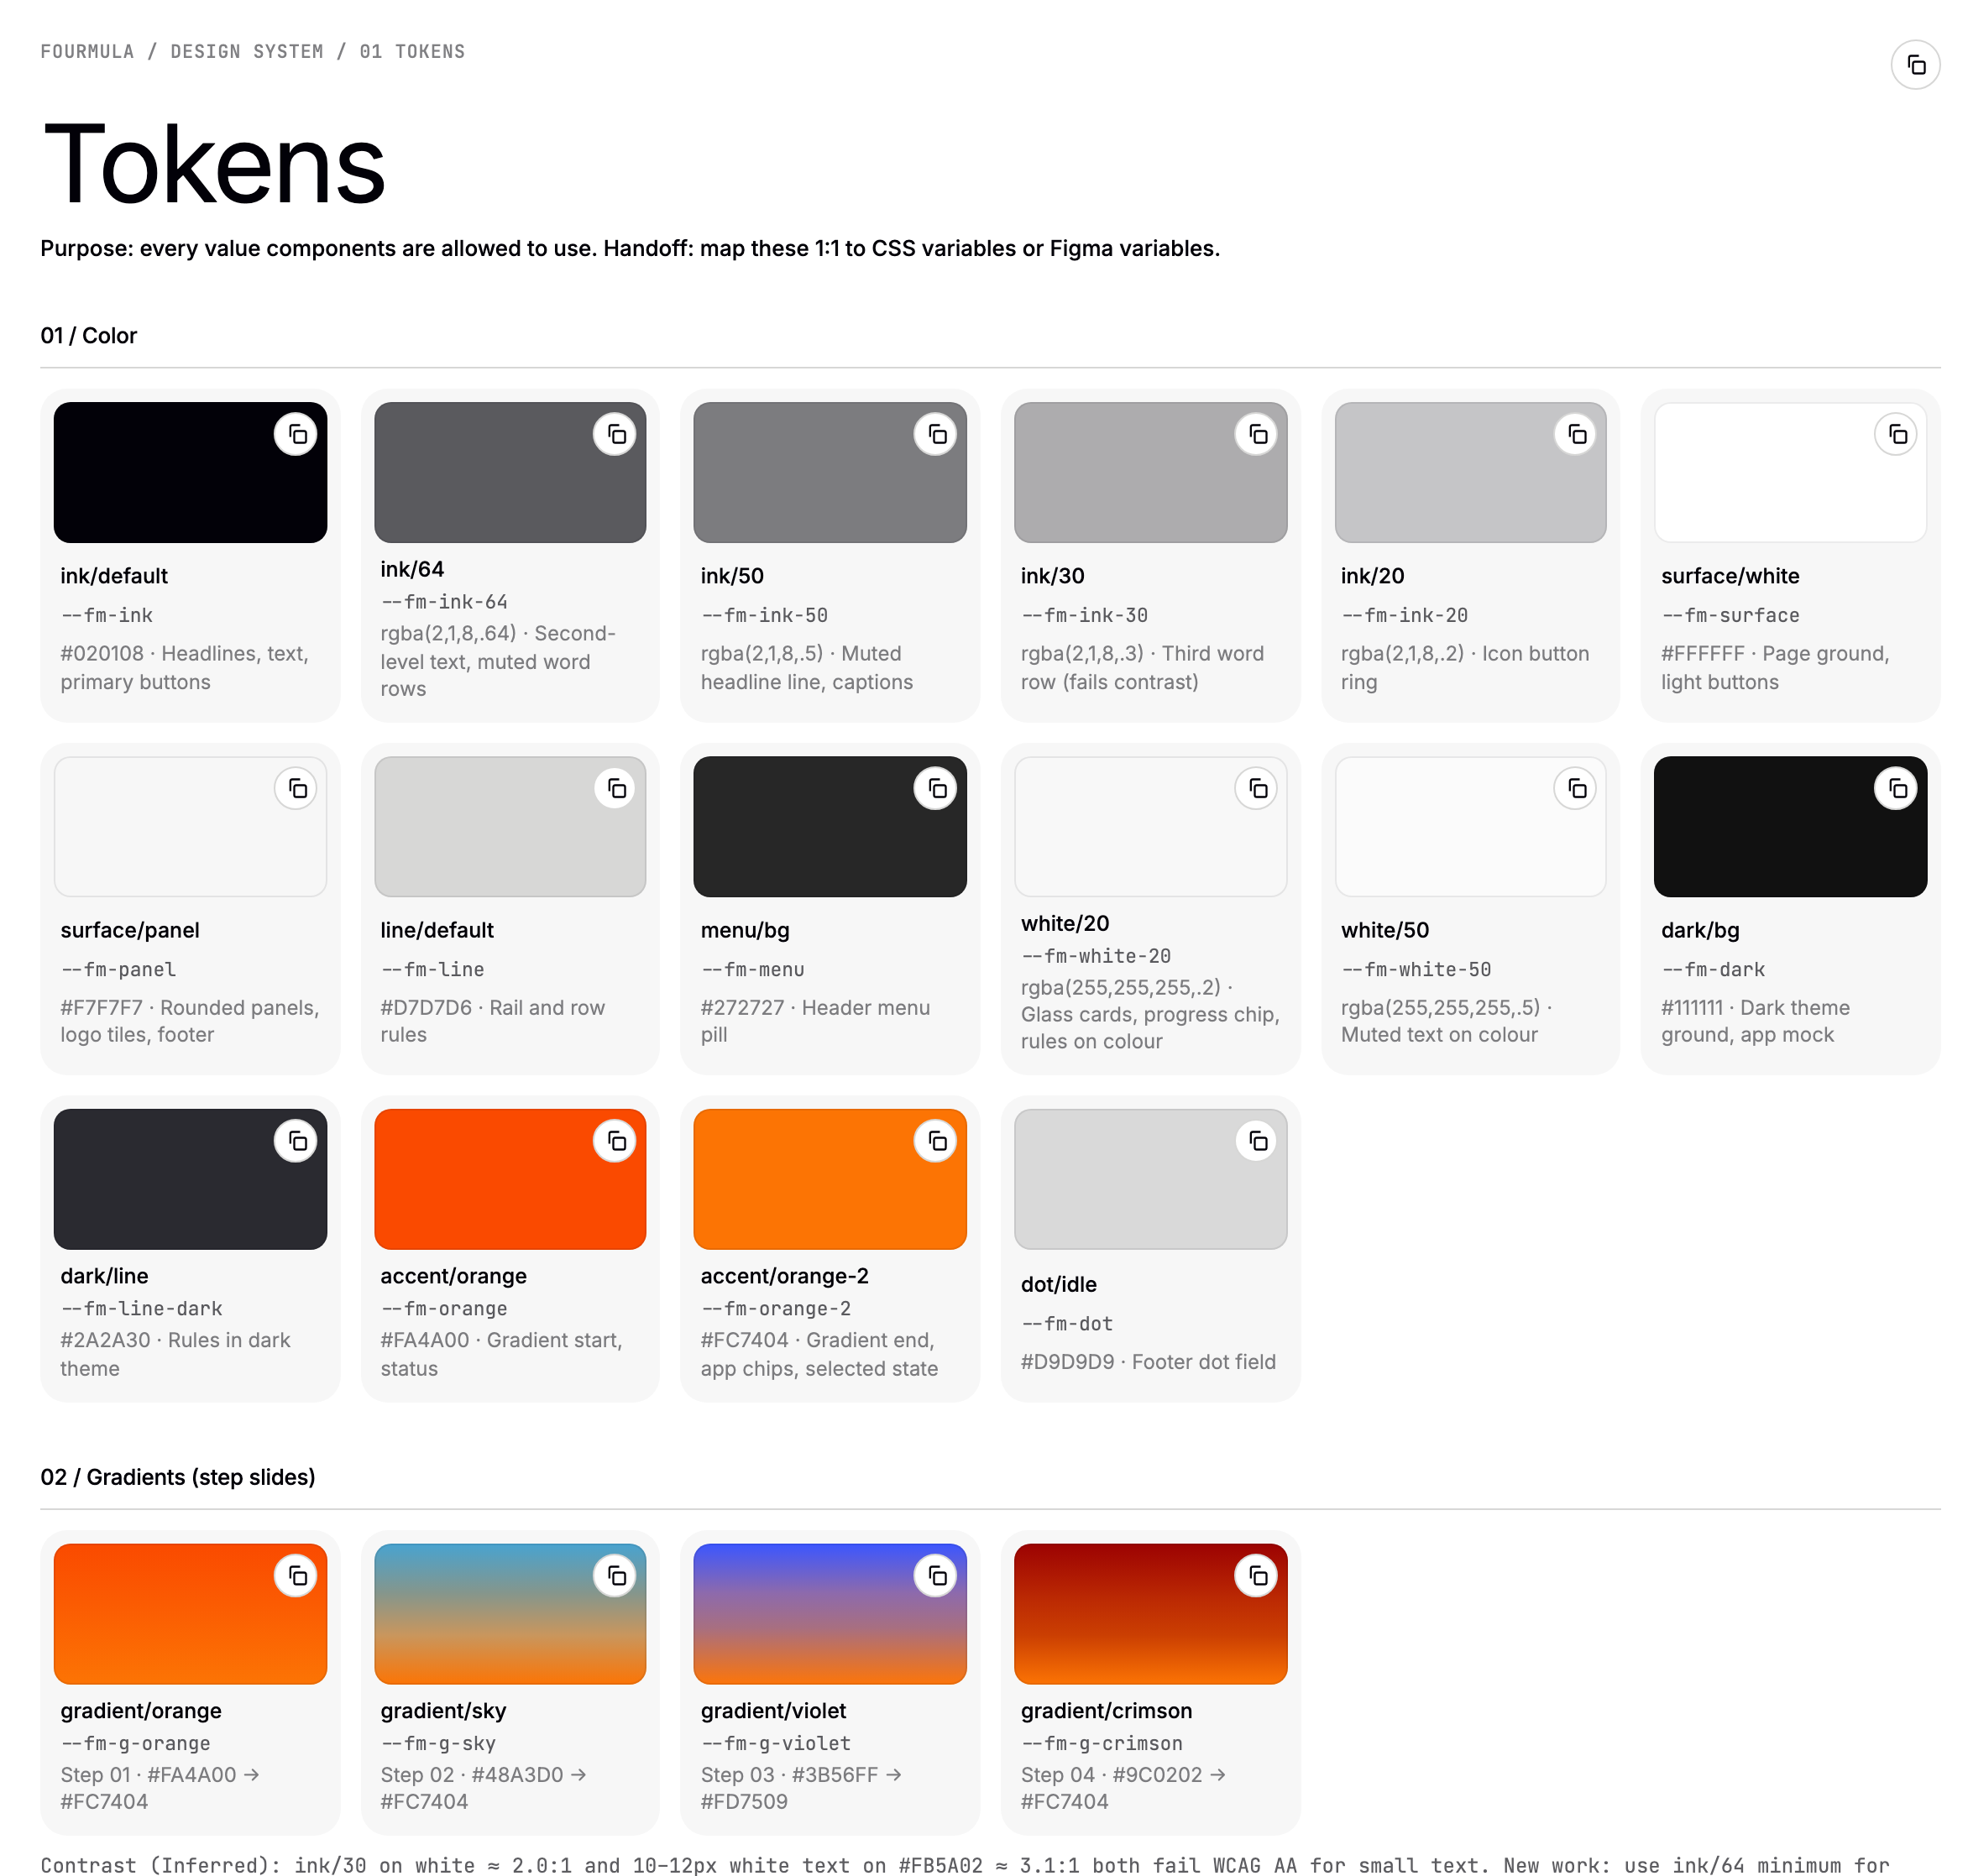 FOURMULA / DESIGN SYSTEM / 01 TOKENS
Tokens
Purpose: every value components are allowed to use. Handoff: map these 1:1 to CSS variables or Figma variables.
01 / Color
ink/default
--fm-ink
#020108 · Headlines, text,
primary buttons
ink/64
--fm-ink-64
rgba(2,1,8,.64) · Second-
level text, muted word
rows
ink/50
--fm-ink-50
rgba(2,1,8,.5) · Muted
headline line, captions
ink/30
--fm-ink-30
rgba(2,1,8,.3) · Third word
row (fails contrast)
ink/20
--fm-ink-20
rgba(2,1,8,.2) · Icon button
ring
surface/white
--fm-surface
#FFFFFF · Page ground,
light buttons
surface/panel
--fm-panel
#F7F7F7 · Rounded panels,
logo tiles, footer
line/default
--fm-line
#D7D7D6 · Rail and row
rules
menu/bg
--fm-menu
#272727 · Header menu
pill
white/20
--fm-white-20
rgba(255,255,255,.2) ·
Glass cards, progress chip,
rules on colour
white/50
--fm-white-50
rgba(255,255,255,.5) ·
Muted text on colour
dark/bg
--fm-dark
#111111 · Dark theme
ground, app mock
dark/line
--fm-line-dark
#2A2A30 · Rules in dark
theme
accent/orange
--fm-orange
#FA4A00 · Gradient start,
status
accent/orange-2
--fm-orange-2
#FC7404 · Gradient end,
app chips, selected state
dot/idle
--fm-dot
#D9D9D9 · Footer dot field
02 / Gradients (step slides)
gradient/orange
--fm-g-orange
Step 01 · #FA4A00 →
#FC7404
gradient/sky
--fm-g-sky
Step 02 · #48A3D0 →
#FC7404
gradient/violet
--fm-g-violet
Step 03 · #3B56FF →
#FD7509
gradient/crimson
--fm-g-crimson
Step 04 · #9C0202 →
#FC7404
Contrast (Inferred): ink/30 on white ≈ 2.0:1 and 10–12px white text on #FB5A02 ≈ 3.1:1 both fail WCAG AA for small text. New work: use ink/64 minimum for